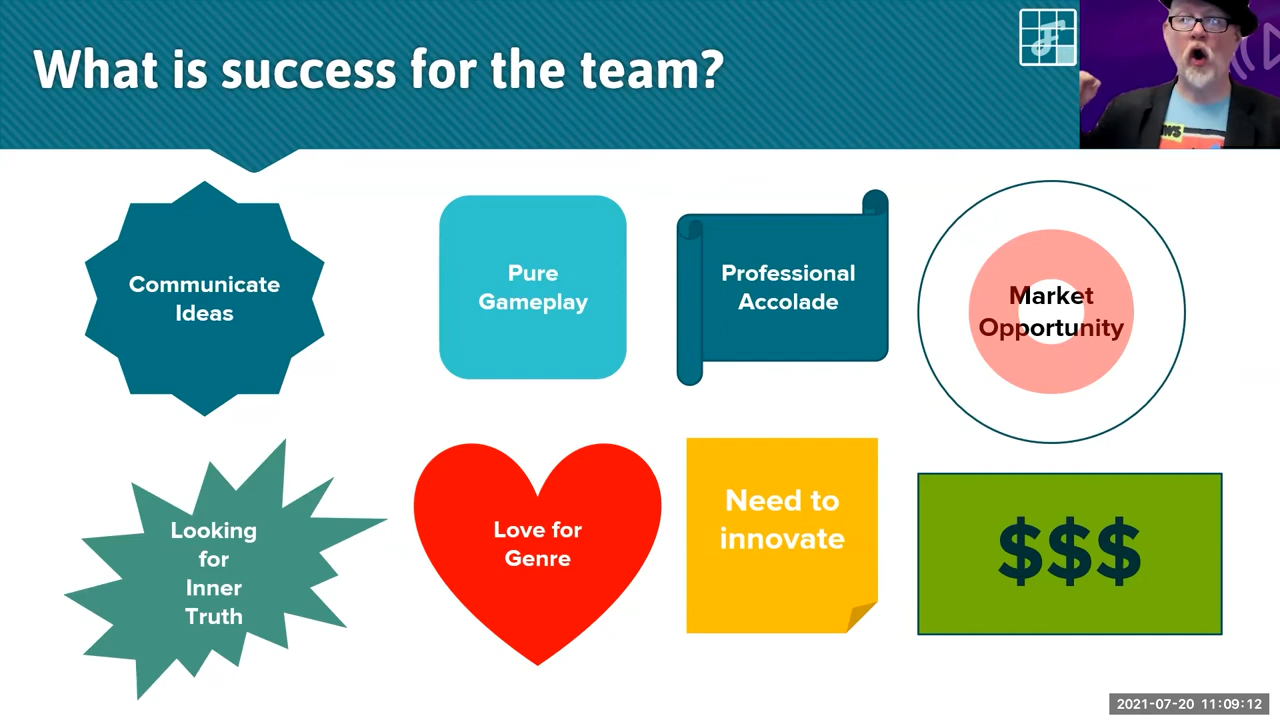 What is success for the team?
Communicate
Ideas
Pure
Gameplay
Professional
Accolade
Market
Opportunity
Looking
for
Inner
Truth
Love for
Genre
Need to
innovate
$$$
2021-07-20 11:09:12